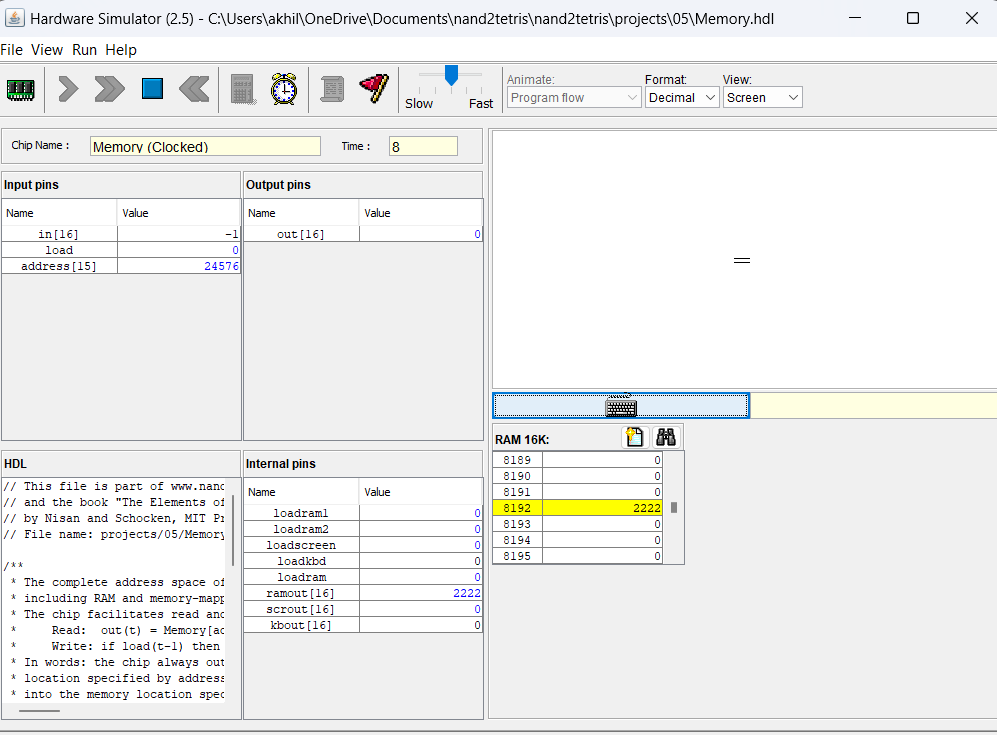 Hardware Simulator (2.5) - C:\Users\akhil\OneDrive\Documents\nand2tetris\nand2tetris\projects\05\Memory.hdl
File View Run Help
Slow Fast
Animate: Format: View:
Program flow Decimal Screen
Chip Name : Memory (Clocked) Time : 8
Input pins
Name Value
in[16] -1
load 0
address[15] 24576
Output pins
Name Value
out[16] 0
HDL
// This file is part of www.nand
// and the book "The Elements of
// by Nisan and Schocken, MIT Pr
// File name: projects/05/Memory
/**
* The complete address space of
* including RAM and memory-mapp
* The chip facilitates read and
* Read: out(t) = Memory[ad
* Write: if load(t-1) then
* In words: the chip always out
* location specified by address
* into the memory location spec
Internal pins
Name Value
loadram1 0
loadram2 0
loadscreen 0
loadkbd 0
loadram 0
ramout[16] 2222
scrout[16] 0
kbout[16] 0
RAM 16K:
8189 0
8190 0
8191 0
8192 2222
8193 0
8194 0
8195 0